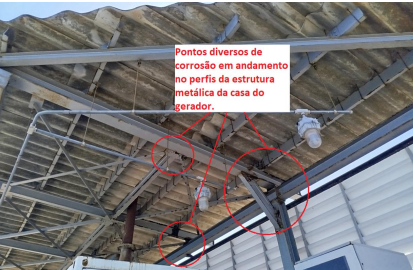 Pontos diversos de
corrosão em andamento
no perfis da estrutura
metálica da casa do
gerador.